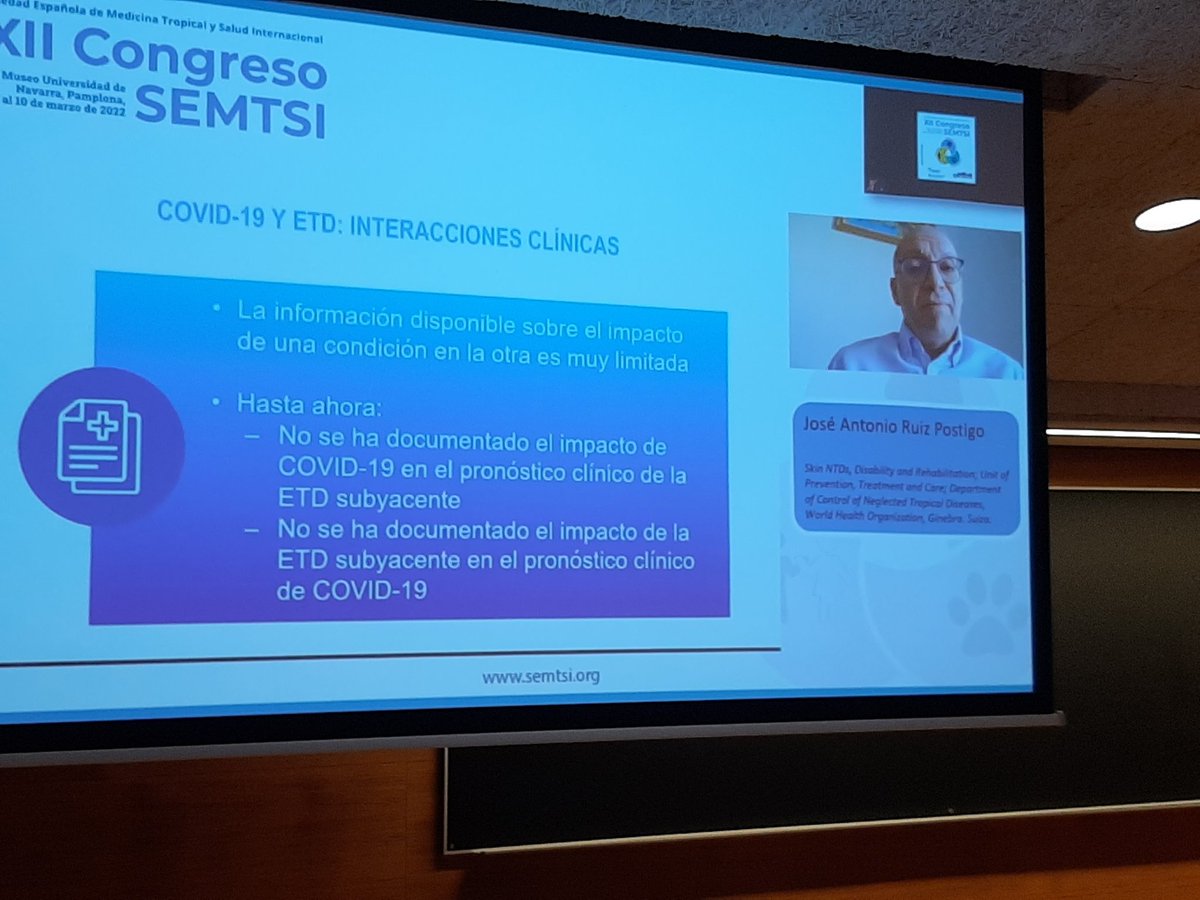 edad Española de Medicina Tropical y Salud Internacional
XII Congreso
SEMTSI
Museo Universidad de
Navarra, Pamplona,
al 10 de marzo de 2022
XII Congreso
SEMTSI
COVID-19 Y ETD: INTERACCIONES CLÍNICAS
• La información disponible sobre el impacto
de una condición en la otra es muy limitada
• Hasta ahora:
– No se ha documentado el impacto de
COVID-19 en el pronóstico clínico de la
ETD subyacente
– No se ha documentado el impacto de la
ETD subyacente en el pronóstico clínico
de COVID-19
José Antonio Ruiz Postigo
Skin NTDs, Disability and Rehabilitation; Unit of
Prevention, Treatment and Care; Department
of Control of Neglected Tropical Diseases,
World Health Organization, Ginebra. Suiza.
www.semtsi.org